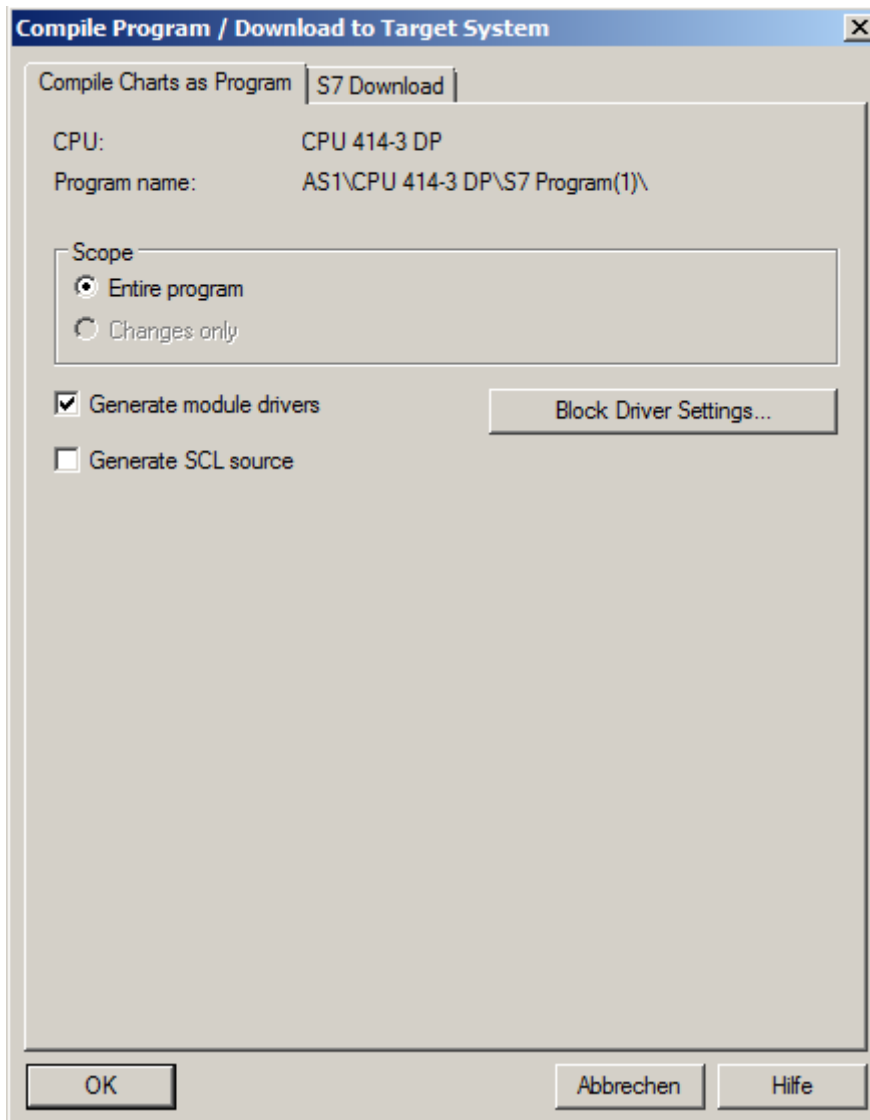 Compile Program / Download to Target System
Compile Charts as Program
S7 Download
CPU: CPU 414-3 DP
Program name: AS1\CPU 414-3 DP\S7 Program(1)\
Scope
Entire program
Changes only
Generate module drivers
Block Driver Settings...
Generate SCL source
OK
Abbrechen
Hilfe